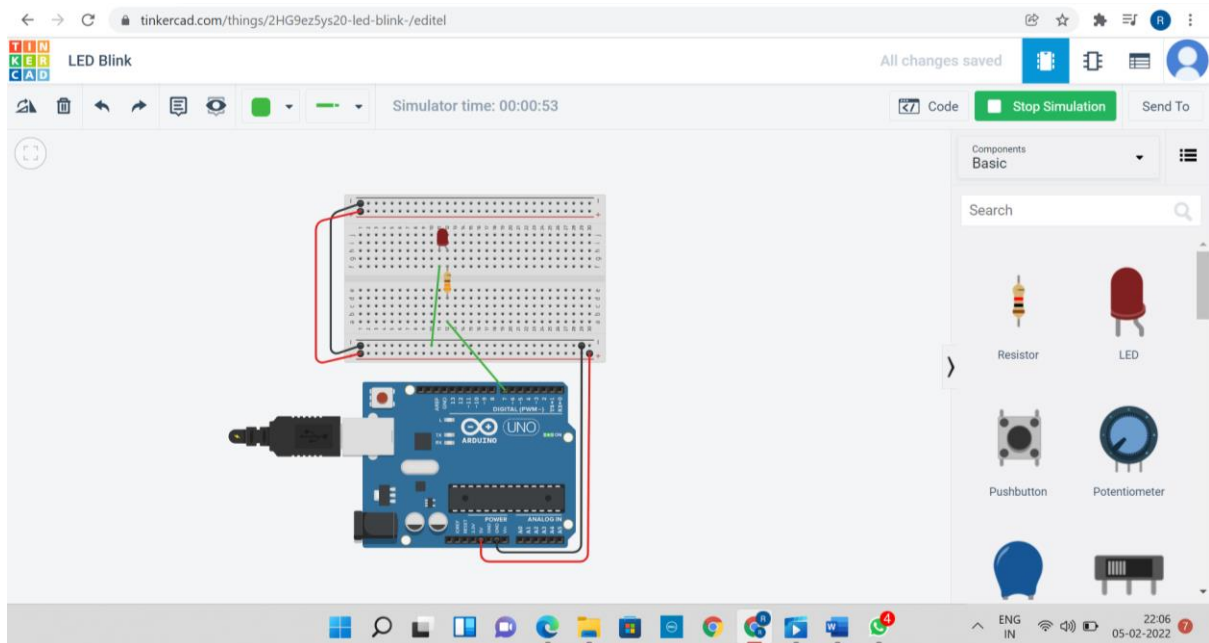 tinkercad.com/things/2HG9ez5ys20-led-blink-/editel
R
TIN
KER
CAD
LED Blink
All changes saved
Simulator time: 00:00:53
Code
Stop Simulation
Send To
Components
Basic
Search
Resistor
LED
Pushbutton
Potentiometer
DIGITAL (PWM~)
UNO
ARDUINO
POWER
ANALOG IN
4
ENG
IN
22:06
05-02-2022
7